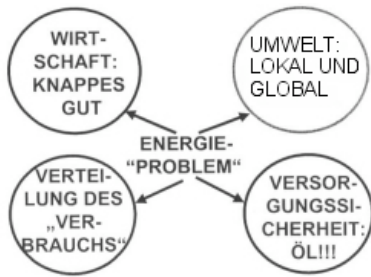 WIRT-
SCHAFT:
KNAPPES
GUT
UMWELT:
LOKAL UND
GLOBAL
ENERGIE-
“PROBLEM“
VERTEI-
LUNG DES
„VER-
BRAUCHS“
VERSOR-
GUNGSSI-
CHERHEIT:
ÖL!!!